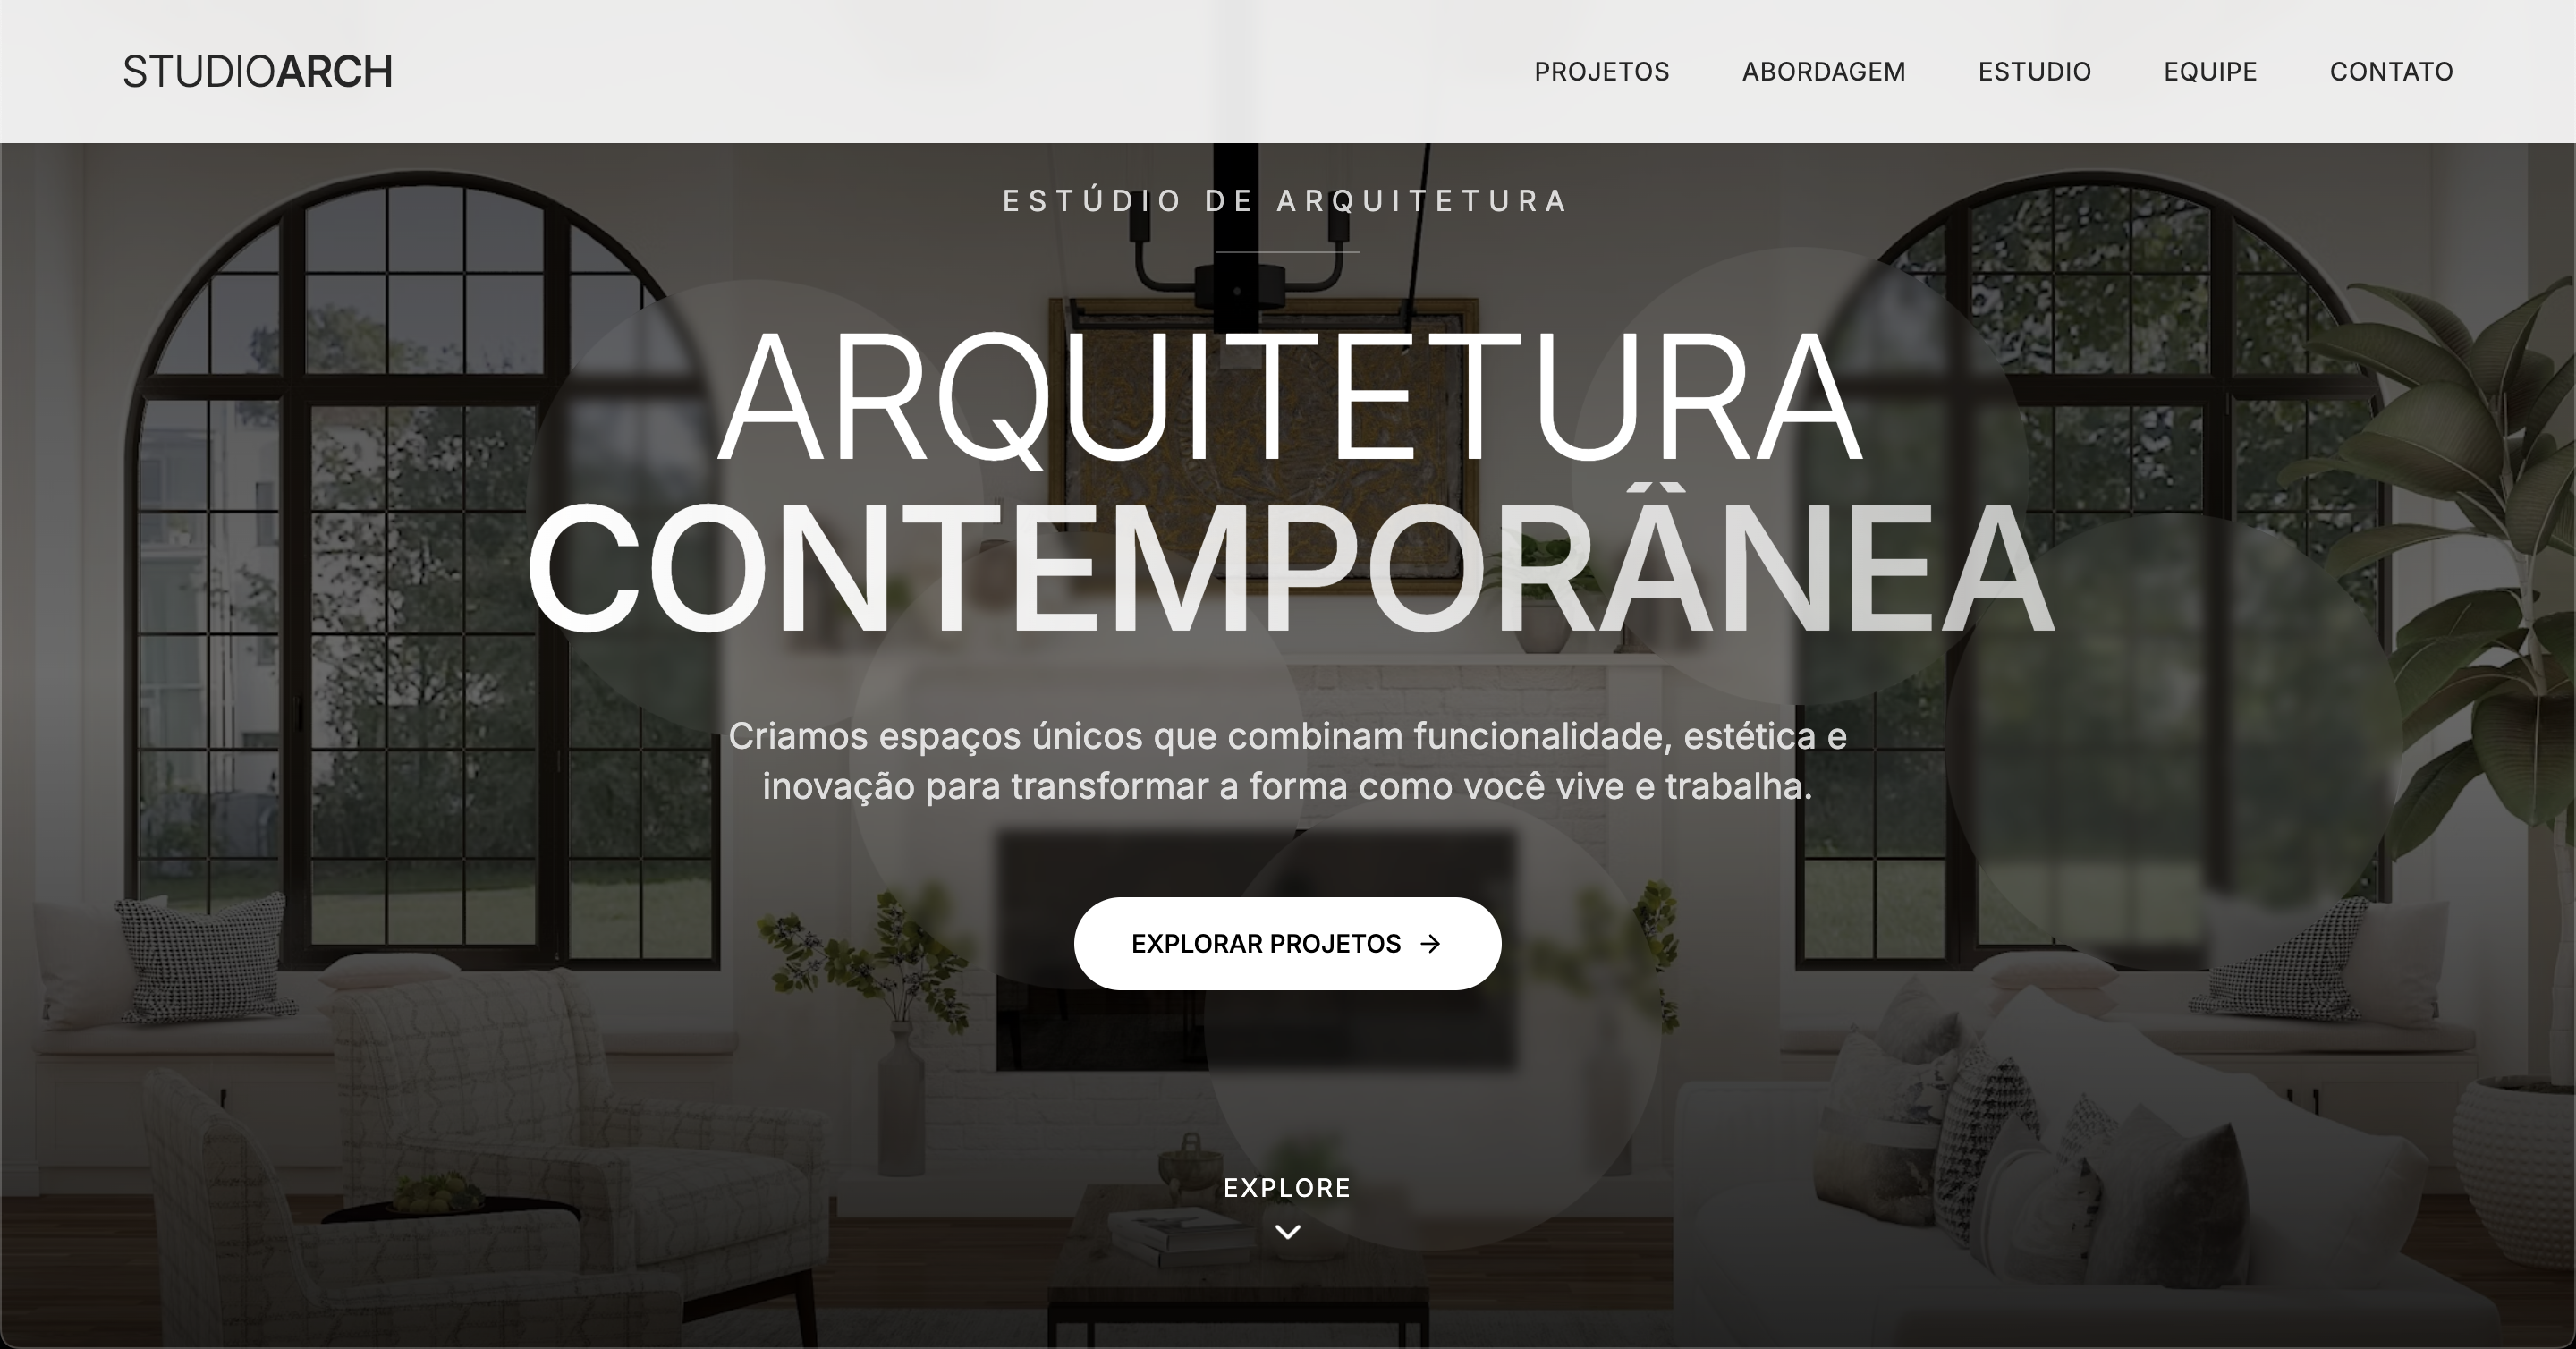 STUDIOARCH
PROJETOS
ABORDAGEM
ESTUDIO
EQUIPE
CONTATO
ESTÚDIO DE ARQUITETURA
ARQUITETURA
CONTEMPORÂNEA
Criamos espaços únicos que combinam funcionalidade, estética e
inovação para transformar a forma como você vive e trabalha.
EXPLORAR PROJETOS →
EXPLORE